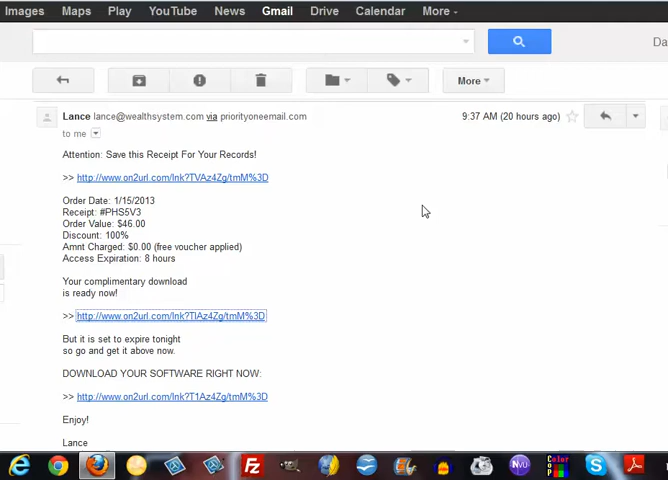 Images Maps Play YouTube News Gmail Drive Calendar More
Da
More
Lance lance@wealthsystem.com via priorityoneemail.com 9:37 AM (20 hours ago)
to me
Attention: Save this Receipt For Your Records!
>> http://www.on2url.com/lnk?TVAz4Zg/tmM%3D
Order Date: 1/15/2013
Receipt: #PHS5V3
Order Value: $46.00
Discount: 100%
Amnt Charged: $0.00 (free voucher applied)
Access Expiration: 8 hours
Your complimentary download
is ready now!
>> http://www.on2url.com/lnk?TlAz4Zg/tmM%3D
But it is set to expire tonight
so go and get it above now.
DOWNLOAD YOUR SOFTWARE RIGHT NOW:
>> http://www.on2url.com/lnk?T1Az4Zg/tmM%3D
Enjoy!
Lance
Fz
NVU
Color
COP
S